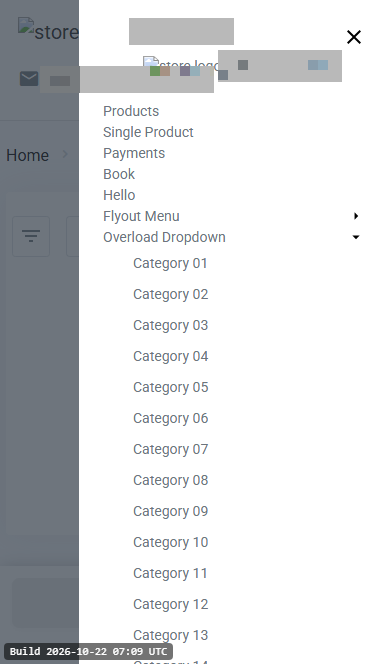 store
store logo
Home
Products
Single Product
Payments
Book
Hello
Flyout Menu
Overload Dropdown
Category 01
Category 02
Category 03
Category 04
Category 05
Category 06
Category 07
Category 08
Category 09
Category 10
Category 11
Category 12
Category 13
Build 2026-10-22 07:09 UTC